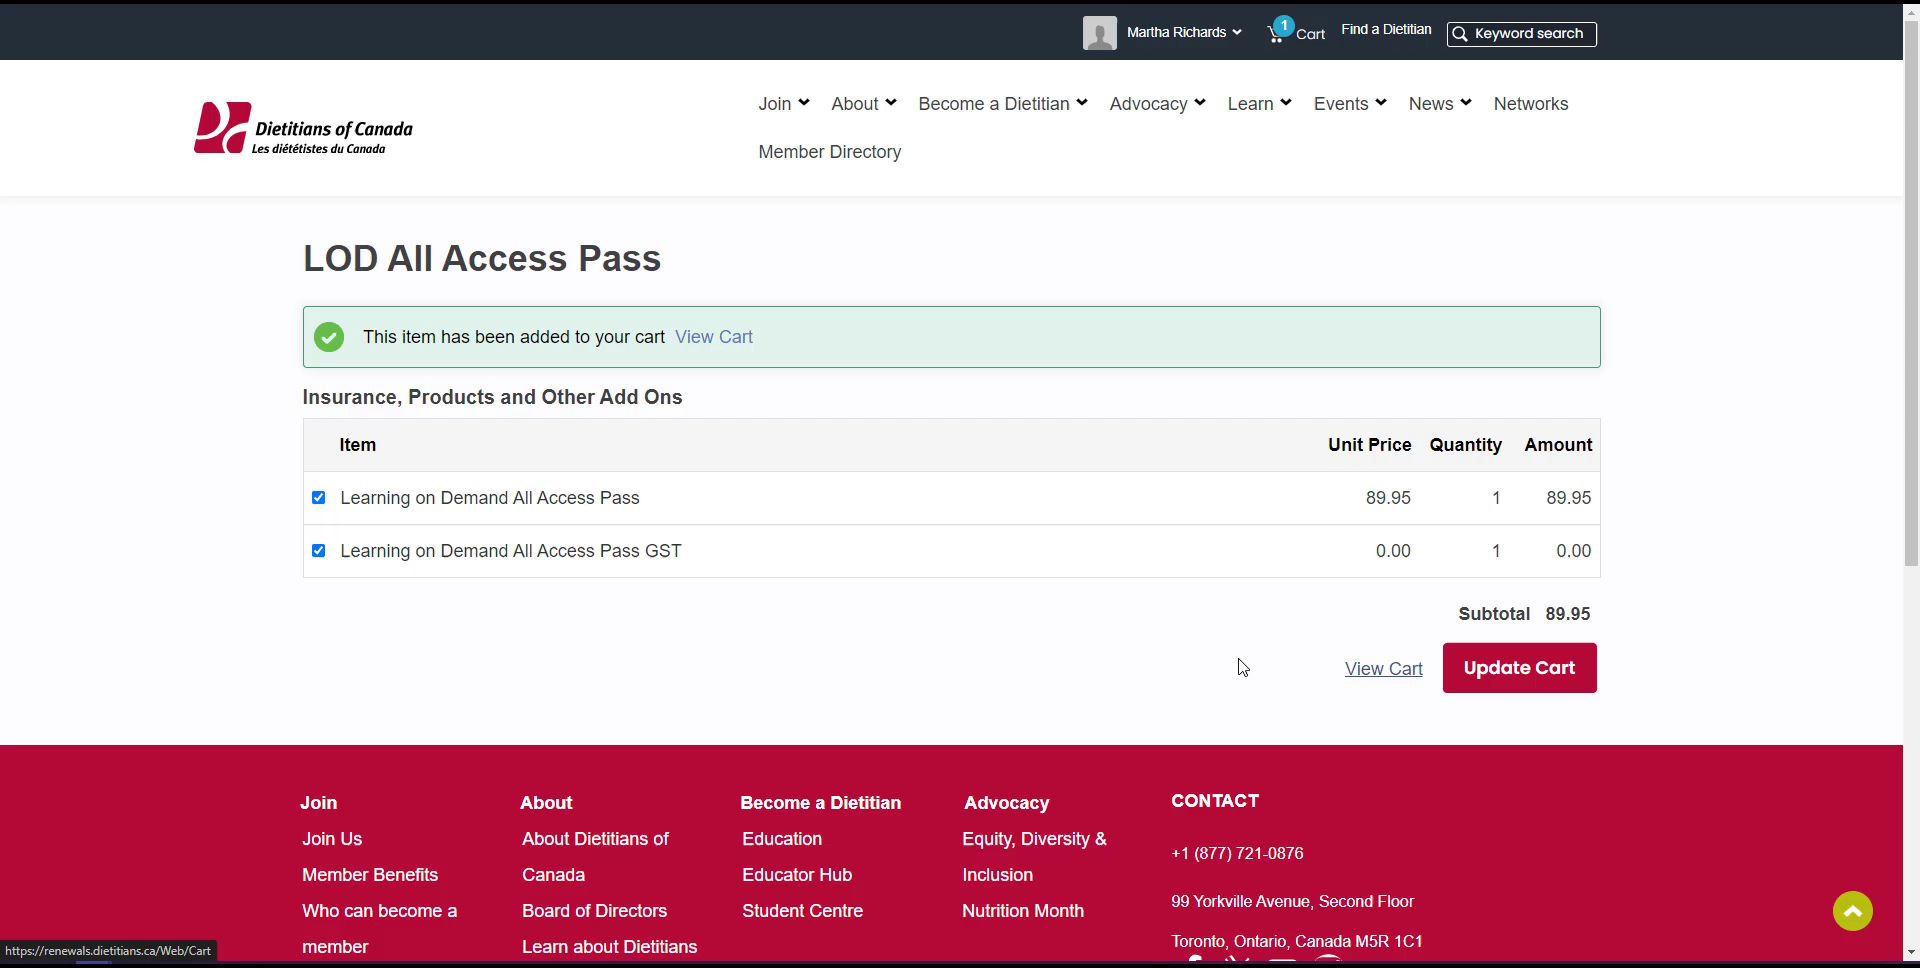 Martha Richards
1
Cart
Find a Dietitian
Keyword search
Dietitians of Canada
Les diététistes du Canada
Join
About
Become a Dietitian
Advocacy
Learn
Events
News
Networks
Member Directory
LOD All Access Pass
This item has been added to your cart View Cart
Insurance, Products and Other Add Ons
Item Unit Price Quantity Amount
Learning on Demand All Access Pass 89.95 1 89.95
Learning on Demand All Access Pass GST 0.00 1 0.00
Subtotal 89.95
View Cart
Update Cart
Join
Join Us
Member Benefits
Who can become a
member
About
About Dietitians of
Canada
Board of Directors
Learn about Dietitians
Become a Dietitian
Education
Educator Hub
Student Centre
Advocacy
Equity, Diversity &
Inclusion
Nutrition Month
CONTACT
+1 (877) 721-0876
99 Yorkville Avenue, Second Floor
Toronto, Ontario, Canada M5R 1C1
https://renewals.dietitians.ca/Web/Cart